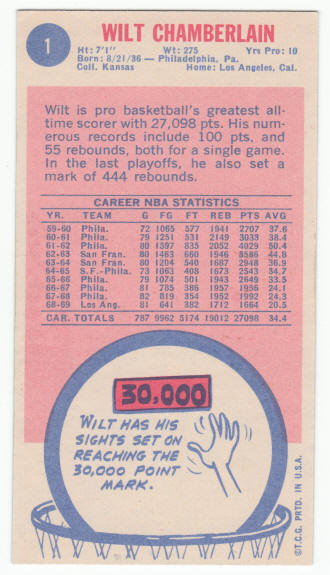 1
WILT CHAMBERLAIN
Ht: 7'1" Wt: 275 Yrs Pro: 10
Born: 8/21/36 — Philadelphia, Pa.
Coll. Kansas Home: Los Angeles, Cal.
Wilt is pro basketball's greatest all-
time scorer with 27,098 pts. His num-
erous records include 100 pts, and
55 rebounds, both for a single game.
In the last playoffs, he also set a
mark of 444 rebounds.
CAREER NBA STATISTICS
YR. TEAM G FG FT REB PTS AVG
59-60 Phila. 72 1065 577 1941 2707 37.6
60-61 Phila. 79 1251 531 2149 3033 38.4
61-62 Phila. 80 1597 835 2052 4029 50.4
62-63 San Fran. 80 1463 660 1946 3586 44.8
63-64 San Fran. 80 1204 540 1687 2948 36.9
64-65 S.F.-Phila. 73 1063 408 1673 2534 34.7
65-66 Phila. 79 1074 501 1943 2649 33.5
66-67 Phila. 81 785 386 1957 1956 24.1
67-68 Phila. 82 819 354 1952 1992 24.3
68-69 Los Ang. 81 641 382 1712 1664 20.5
CAR. TOTALS 787 9962 5174 19012 27098 34.4
30,000
WILT HAS HIS
SIGHTS SET ON
REACHING THE
30,000 POINT
MARK.
©T.C.G. PRTD. IN U.S.A.